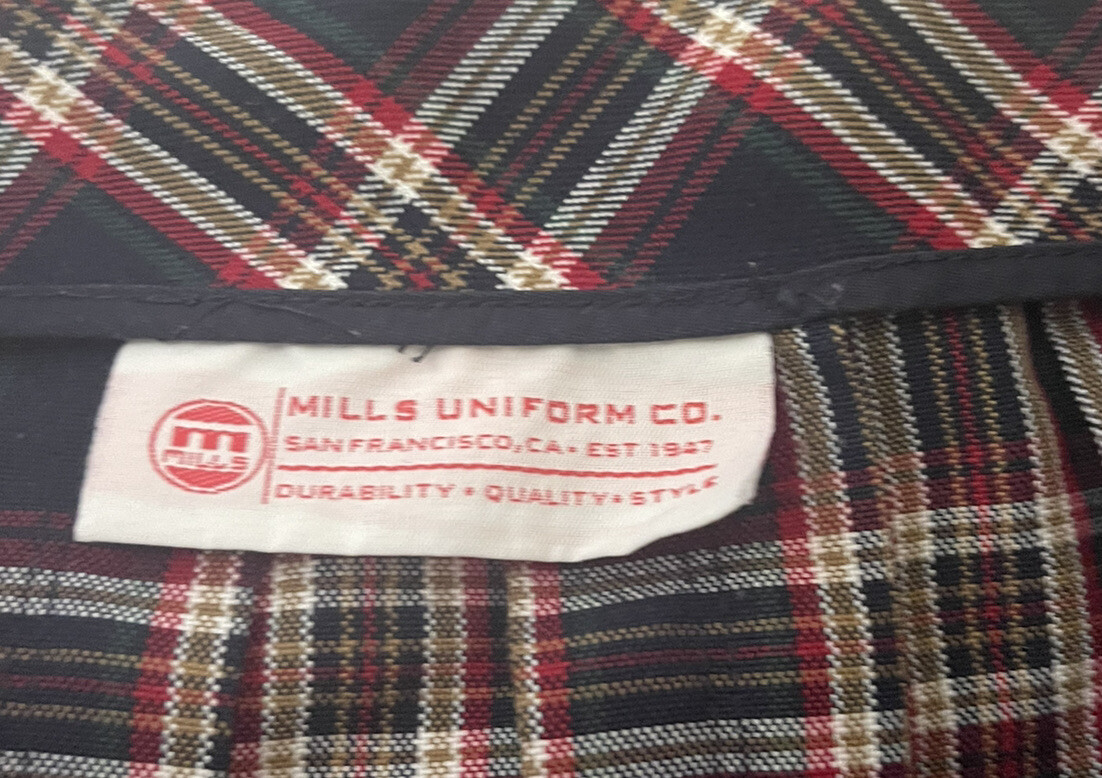 m
MILLS
MILLS UNIFORM CO.
SAN FRANCISCO, CA • EST 1947
DURABILITY • QUALITY • STYLE